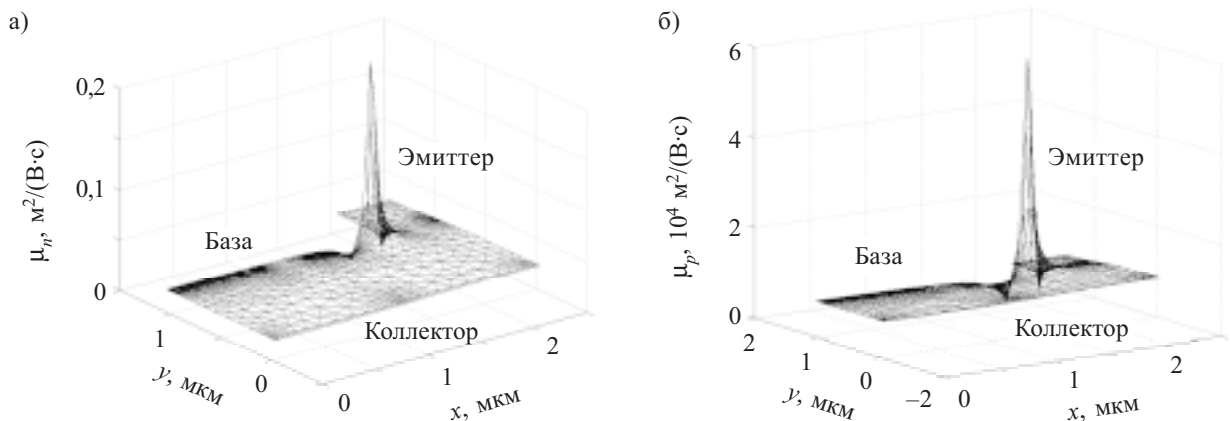 а)
μn, м²/(В·с)
0,2
0,1
0
Эмиттер
База
Коллектор
1
0
y, мкм
0
1
2
x, мкм
б)
μp, 10⁴ м²/(В·с)
6
4
2
0
Эмиттер
База
Коллектор
2
1
0
–2
y, мкм
0
1
2
x, мкм